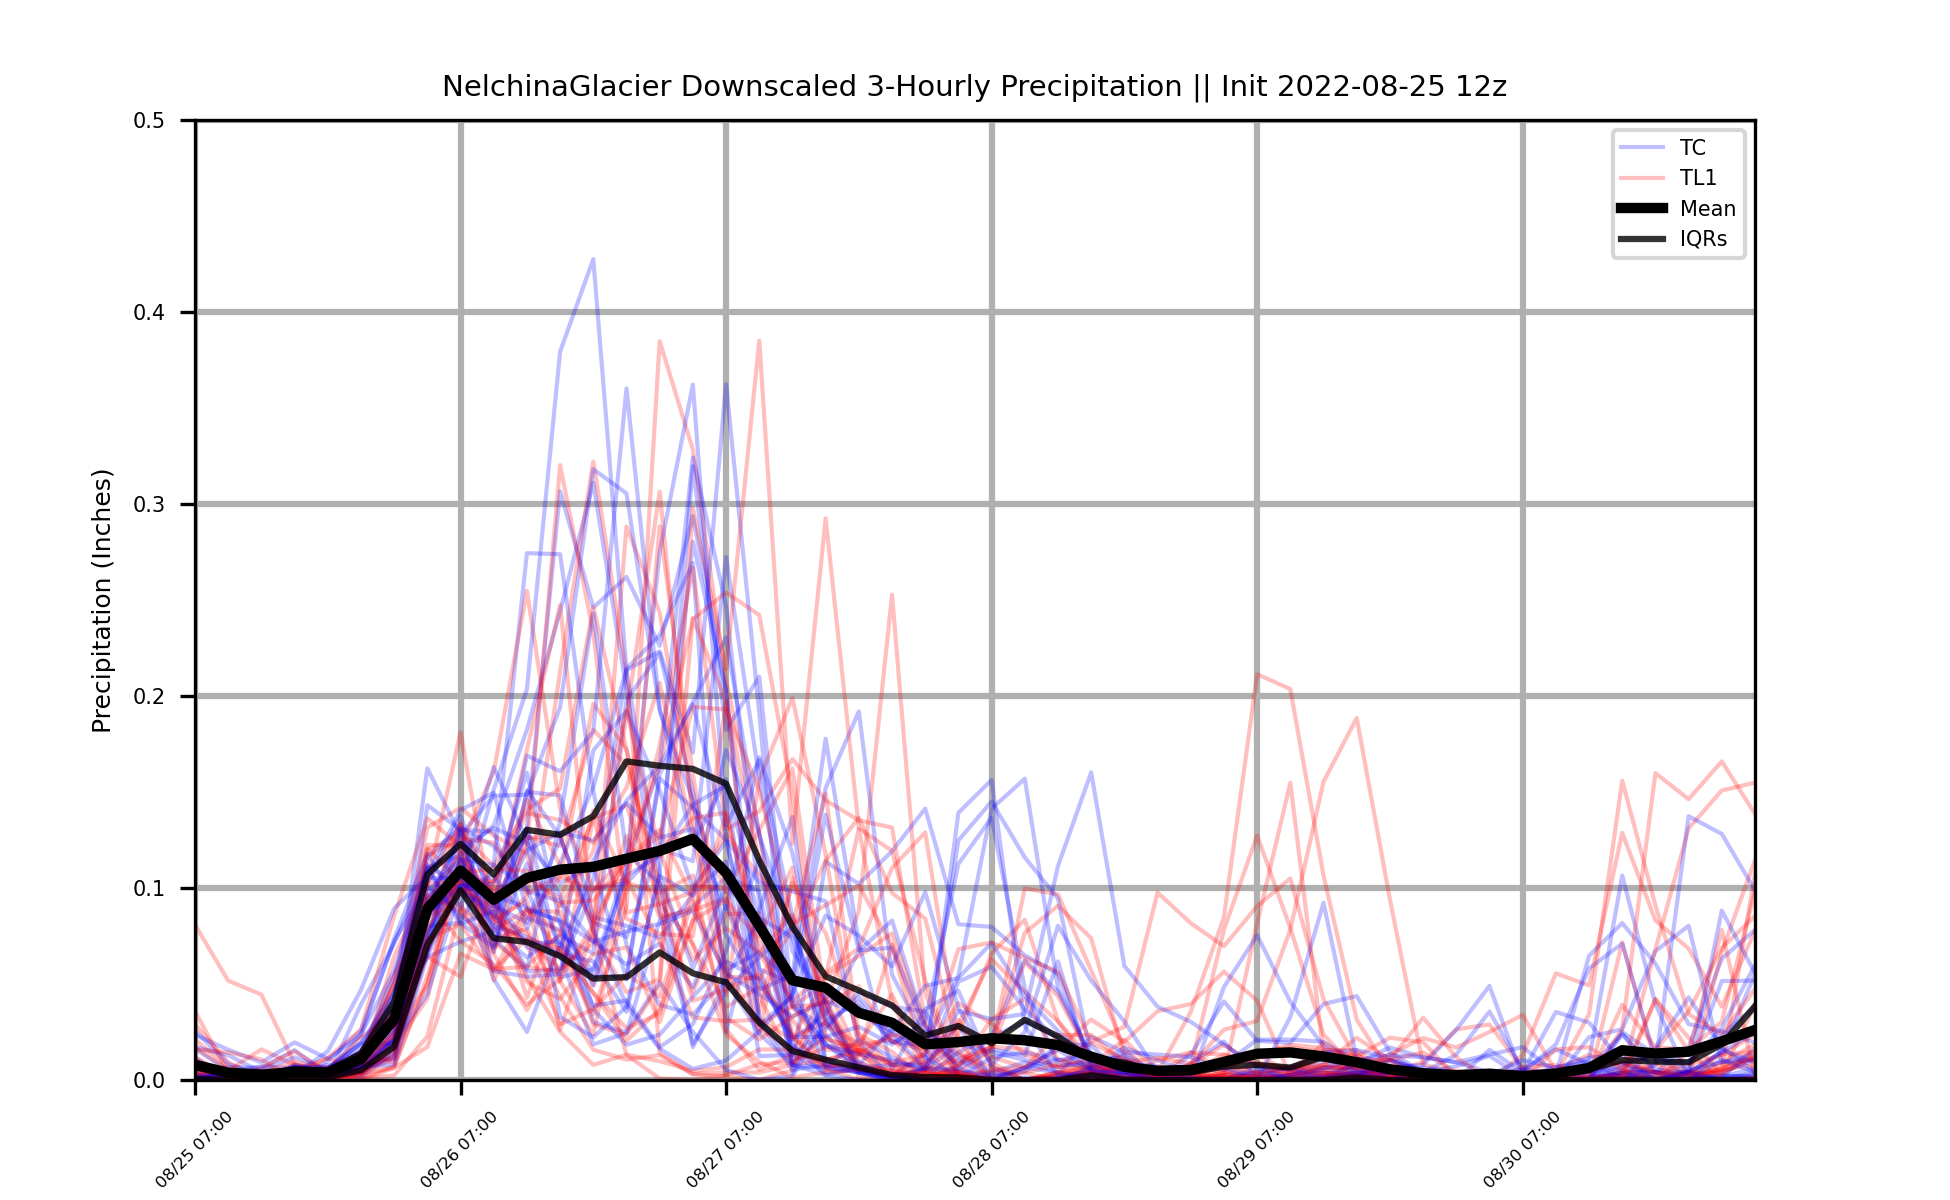 NelchinaGlacier Downscaled 3-Hourly Precipitation || Init 2022-08-25 12z
0.5
0.4
0.3
0.2
0.1
0.0
Precipitation (Inches)
TC
TL1
Mean
IQRs
08/25 07:00
08/26 07:00
08/27 07:00
08/28 07:00
08/29 07:00
08/30 07:00